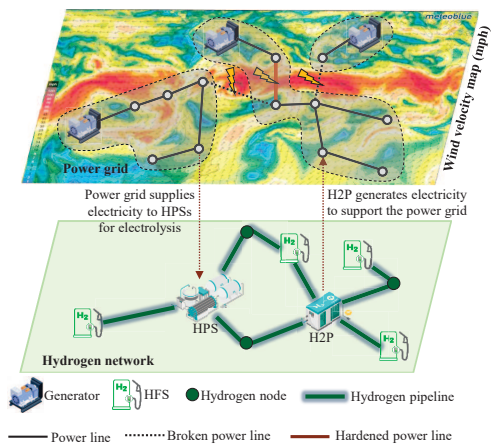 meteoblue
Wind velocity map (mph)
Power grid
Power grid supplies
electricity to HPSs
for electrolysis
H2P generates electricity
to support the power grid
H₂
H₂
H₂
H₂
HPS
H2P
Hydrogen network
Generator
H₂
HFS
Hydrogen node
Hydrogen pipeline
Power line
Broken power line
Hardened power line